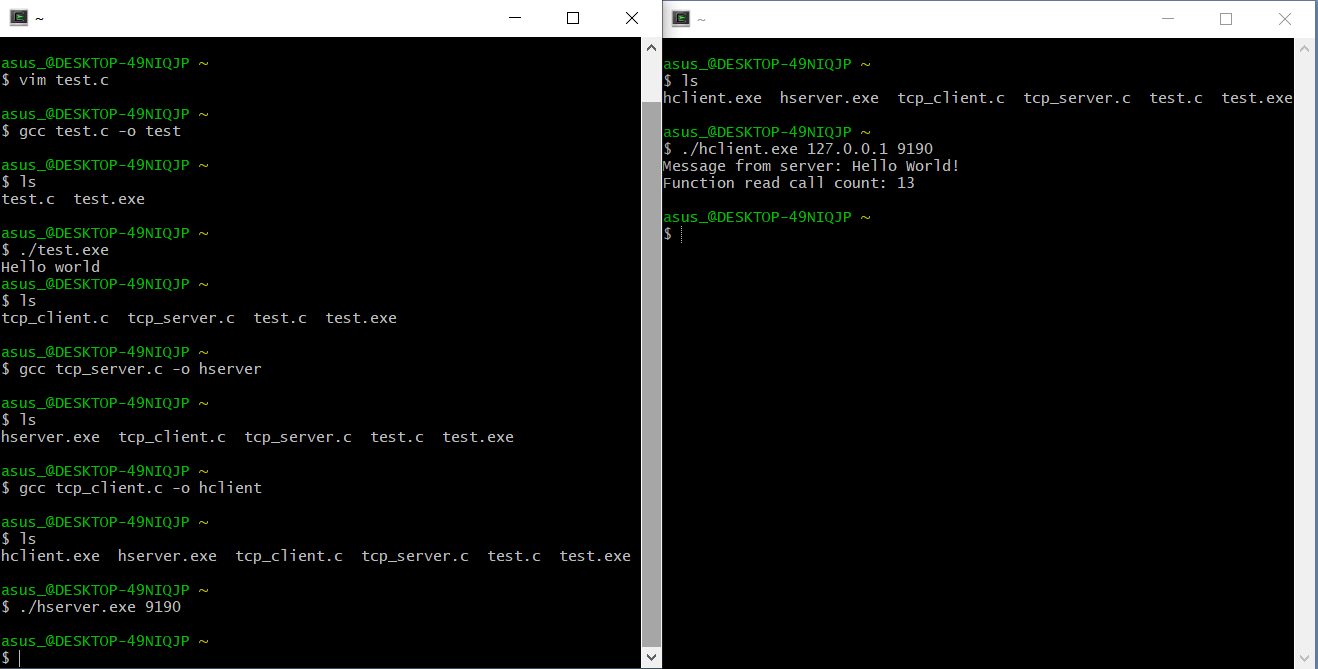 ~
asus_@DESKTOP-49NIQJP ~
$ vim test.c
asus_@DESKTOP-49NIQJP ~
$ gcc test.c -o test
asus_@DESKTOP-49NIQJP ~
$ ls
test.c  test.exe
asus_@DESKTOP-49NIQJP ~
$ ./test.exe
Hello world
asus_@DESKTOP-49NIQJP ~
$ ls
tcp_client.c  tcp_server.c  test.c  test.exe
asus_@DESKTOP-49NIQJP ~
$ gcc tcp_server.c -o hserver
asus_@DESKTOP-49NIQJP ~
$ ls
hserver.exe  tcp_client.c  tcp_server.c  test.c  test.exe
asus_@DESKTOP-49NIQJP ~
$ gcc tcp_client.c -o hclient
asus_@DESKTOP-49NIQJP ~
$ ls
hclient.exe  hserver.exe  tcp_client.c  tcp_server.c  test.c  test.exe
asus_@DESKTOP-49NIQJP ~
$ ./hserver.exe 9190
asus_@DESKTOP-49NIQJP ~
$
~
asus_@DESKTOP-49NIQJP ~
$ ls
hclient.exe  hserver.exe  tcp_client.c  tcp_server.c  test.c  test.exe
asus_@DESKTOP-49NIQJP ~
$ ./hclient.exe 127.0.0.1 9190
Message from server: Hello World!
Function read call count: 13
asus_@DESKTOP-49NIQJP ~
$